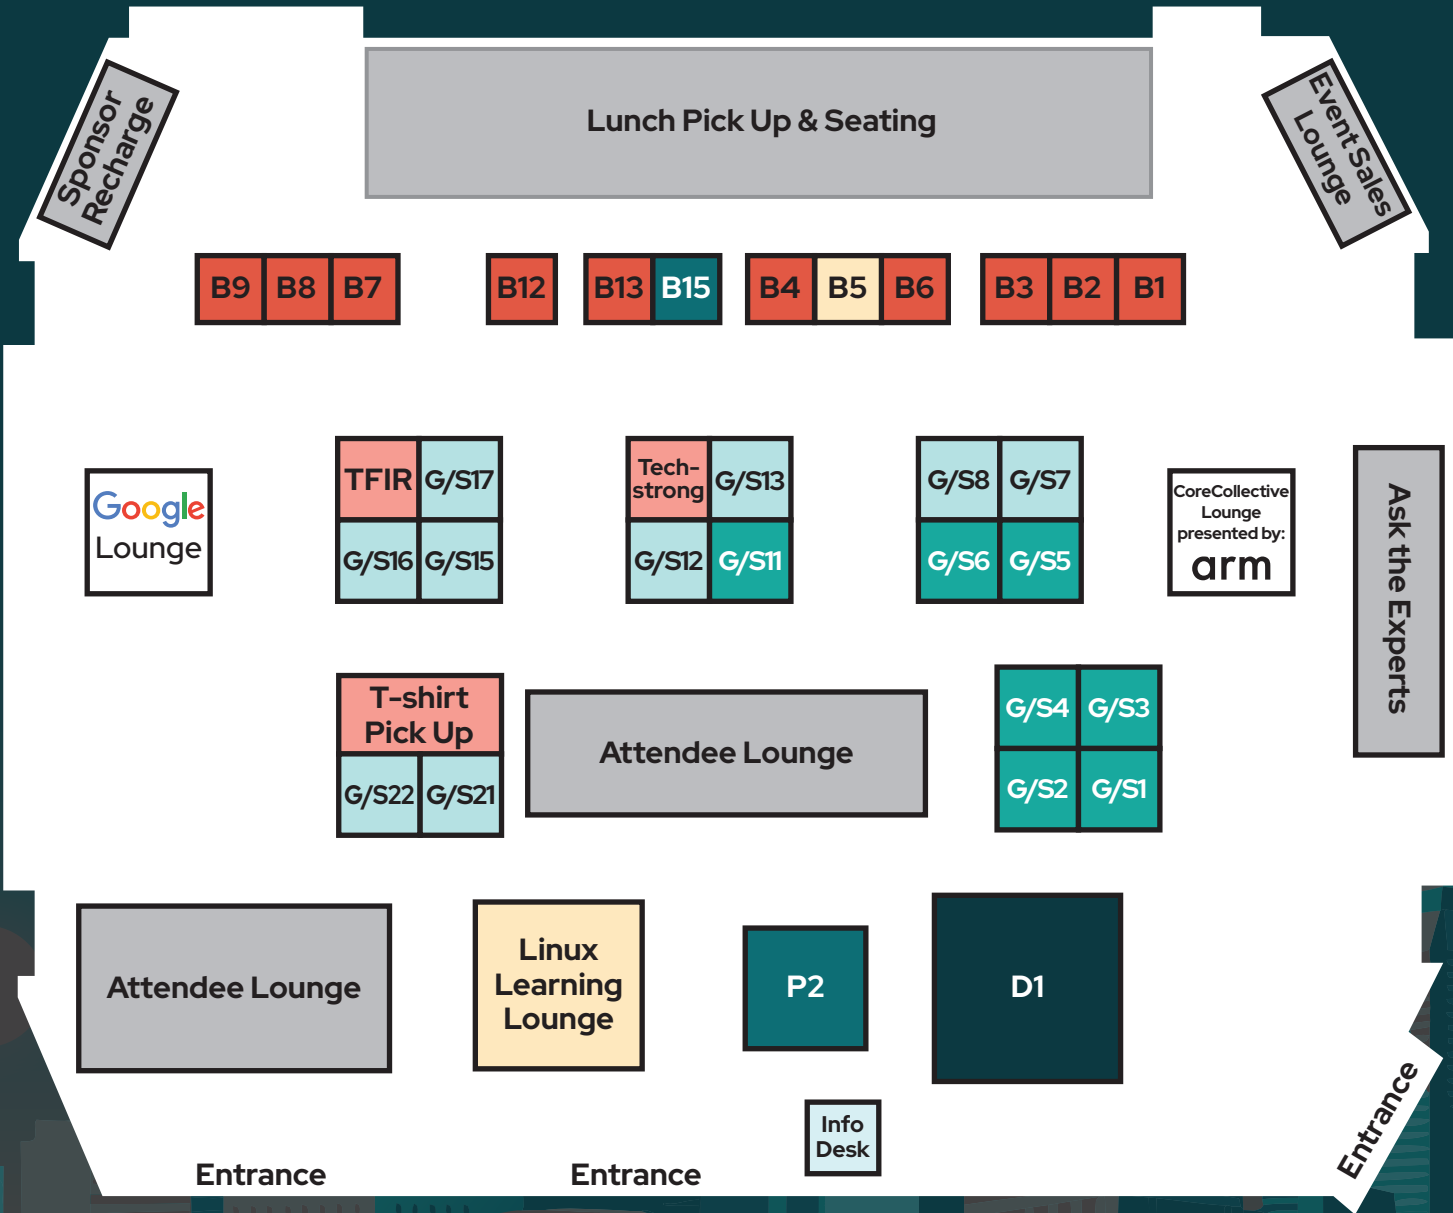 Sponsor
Recharge
Lunch Pick Up & Seating
Event Sales
Lounge
B9 B8 B7 B12 B13 B15 B4 B5 B6 B3 B2 B1
Google
Lounge
TFIR G/S17
G/S16 G/S15
Tech-
strong
G/S13
G/S12 G/S11
G/S8 G/S7
G/S6 G/S5
CoreCollective
Lounge
presented by:
arm
Ask the Experts
T-shirt
Pick Up
G/S22 G/S21
Attendee Lounge
G/S4 G/S3
G/S2 G/S1
Attendee Lounge
Linux
Learning
Lounge
P2
D1
Info
Desk
Entrance
Entrance
Entrance